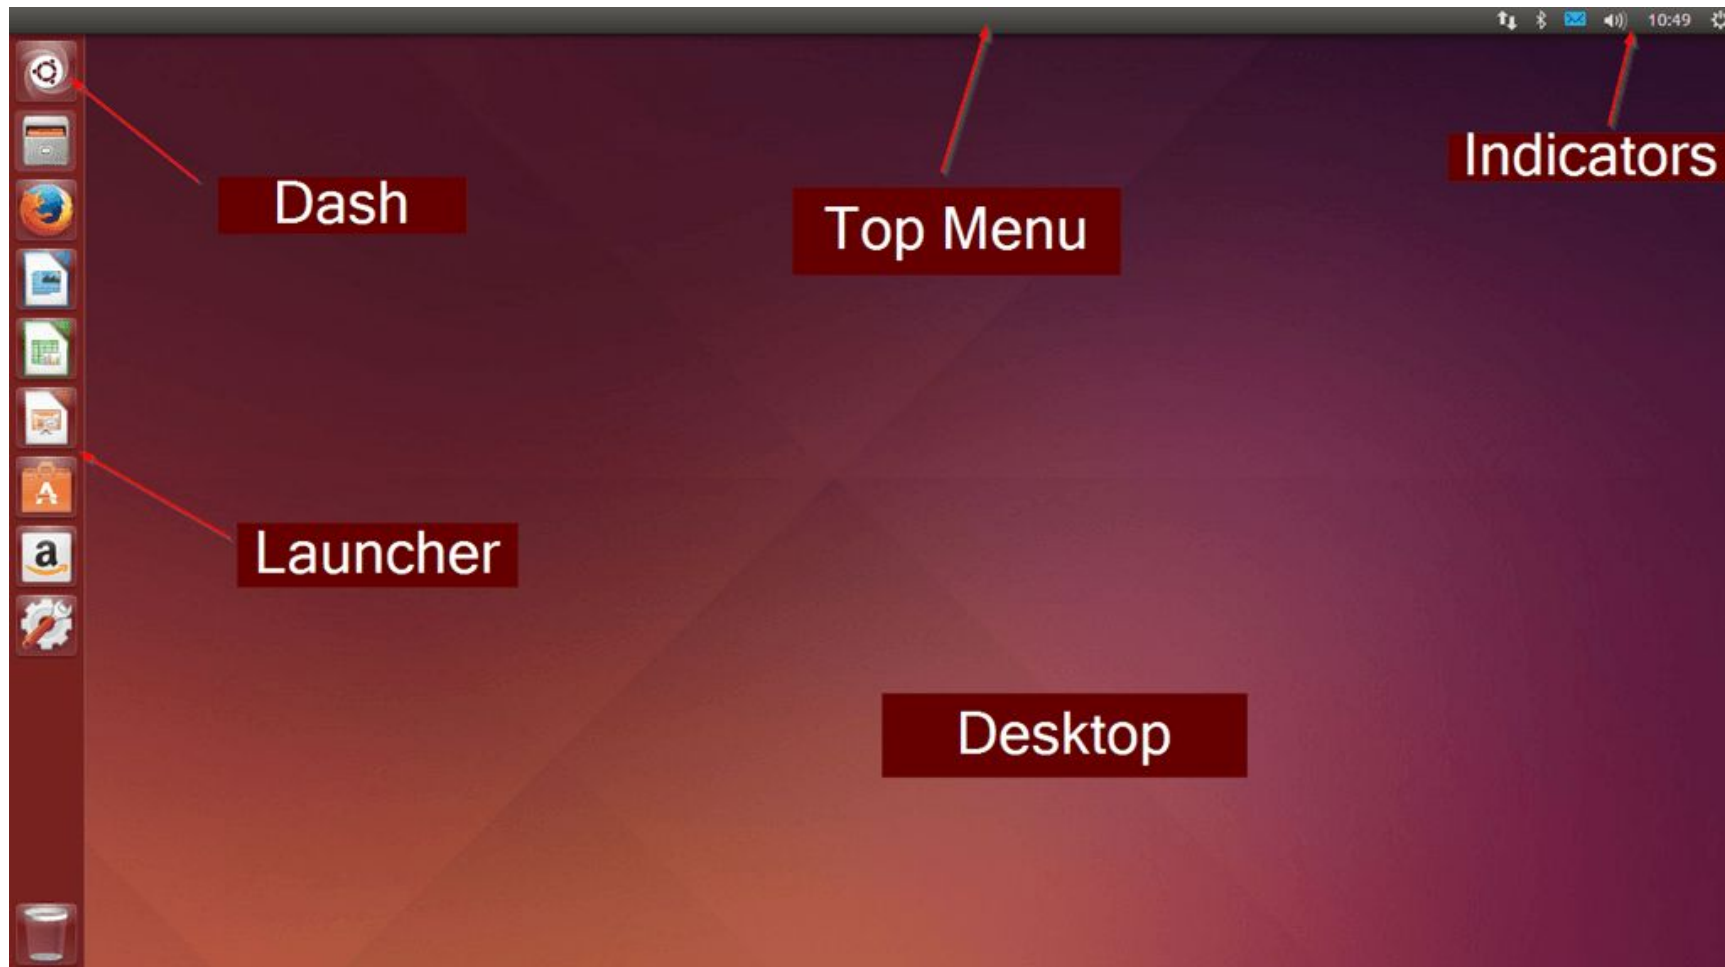 10:49
Indicators
Dash
Top Menu
Launcher
a
Desktop